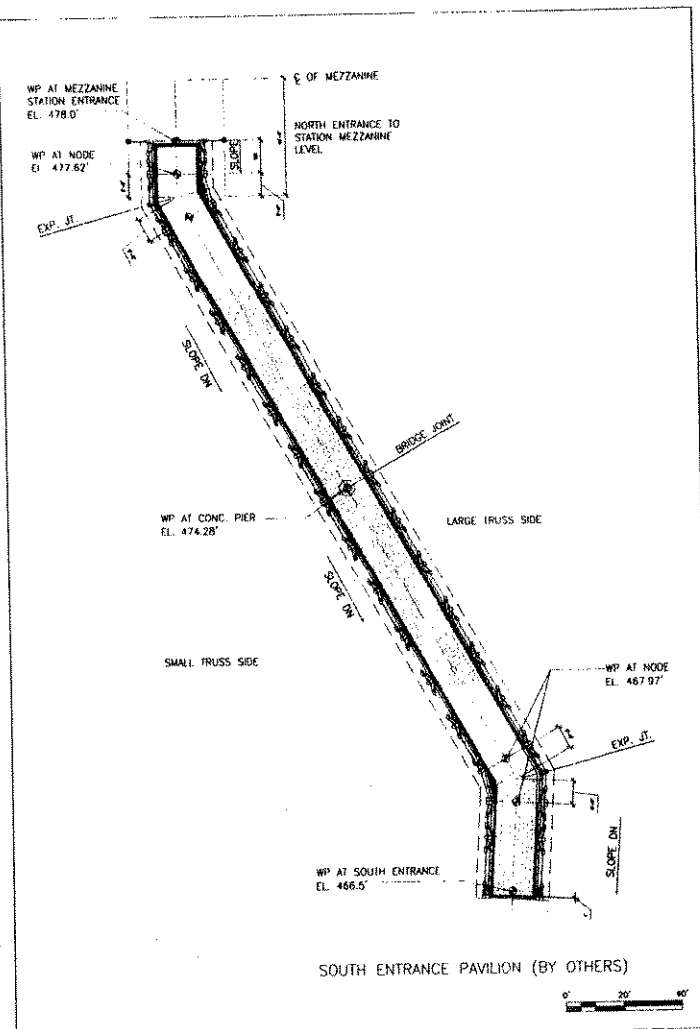 ℄ OF MEZZANINE
WP AT MEZZANINE
STATION ENTRANCE
EL. 478.0'
NORTH ENTRANCE TO
STATION MEZZANINE
LEVEL
SLOPE
WP AT NODE
EL 477.62'
EXP. JT.
SLOPE DN
BRIDGE JOINT
WP AT CONC. PIER
EL. 474.28'
LARGE TRUSS SIDE
SLOPE DN
SMALL TRUSS SIDE
WP AT NODE
EL. 467.97'
EXP. JT.
SLOPE DN
WP AT SOUTH ENTRANCE
EL. 466.5'
SOUTH ENTRANCE PAVILION (BY OTHERS)
0' 20' 40'